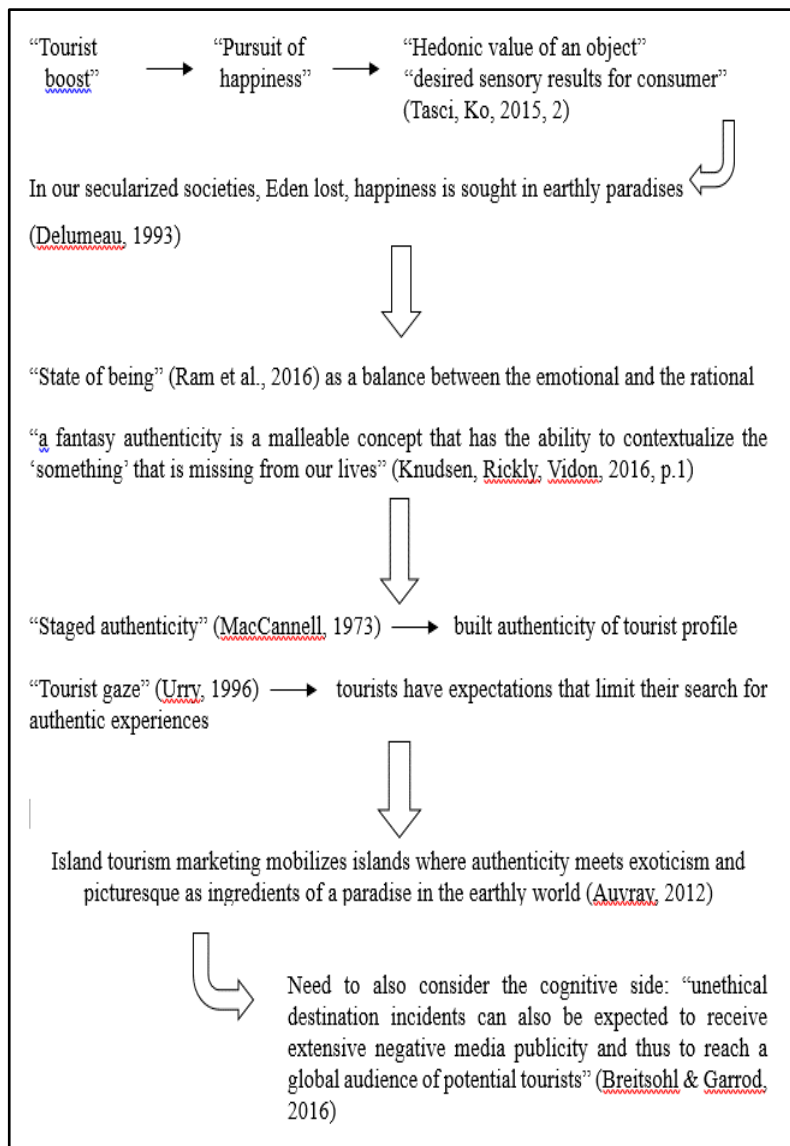 “Tourist boost”
“Pursuit of happiness”
“Hedonic value of an object”
“desired sensory results for consumer”
(Tasci, Ko, 2015, 2)
In our secularized societies, Eden lost, happiness is sought in earthly paradises
(Delumeau, 1993)
“State of being” (Ram et al., 2016) as a balance between the emotional and the rational
“a fantasy authenticity is a malleable concept that has the ability to contextualize the
‘something’ that is missing from our lives” (Knudsen, Rickly, Vidon, 2016, p.1)
“Staged authenticity” (MacCannell, 1973) → built authenticity of tourist profile
“Tourist gaze” (Urry, 1996) → tourists have expectations that limit their search for
authentic experiences
Island tourism marketing mobilizes islands where authenticity meets exoticism and
picturesque as ingredients of a paradise in the earthly world (Auvray, 2012)
Need to also consider the cognitive side: “unethical
destination incidents can also be expected to receive
extensive negative media publicity and thus to reach a
global audience of potential tourists” (Breitsohl & Garrod,
2016)